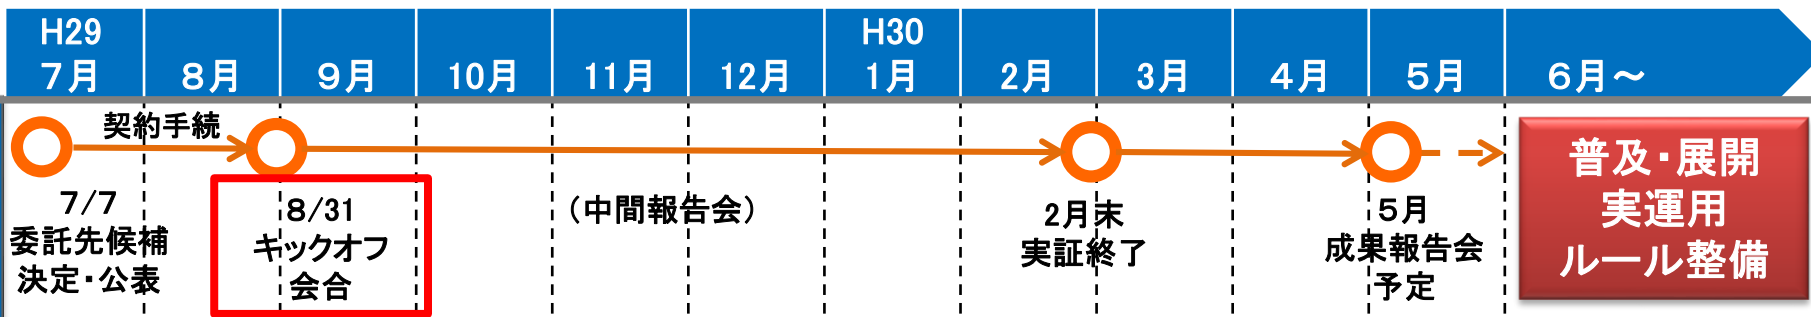 H29
7月
8月
9月
10月
11月
12月
H30
1月
2月
3月
4月
5月
6月～
契約手続
7/7
委託先候補
決定・公表
8/31
キックオフ
会合
（中間報告会）
2月末
実証終了
5月
成果報告会
予定
普及・展開
実運用
ルール整備